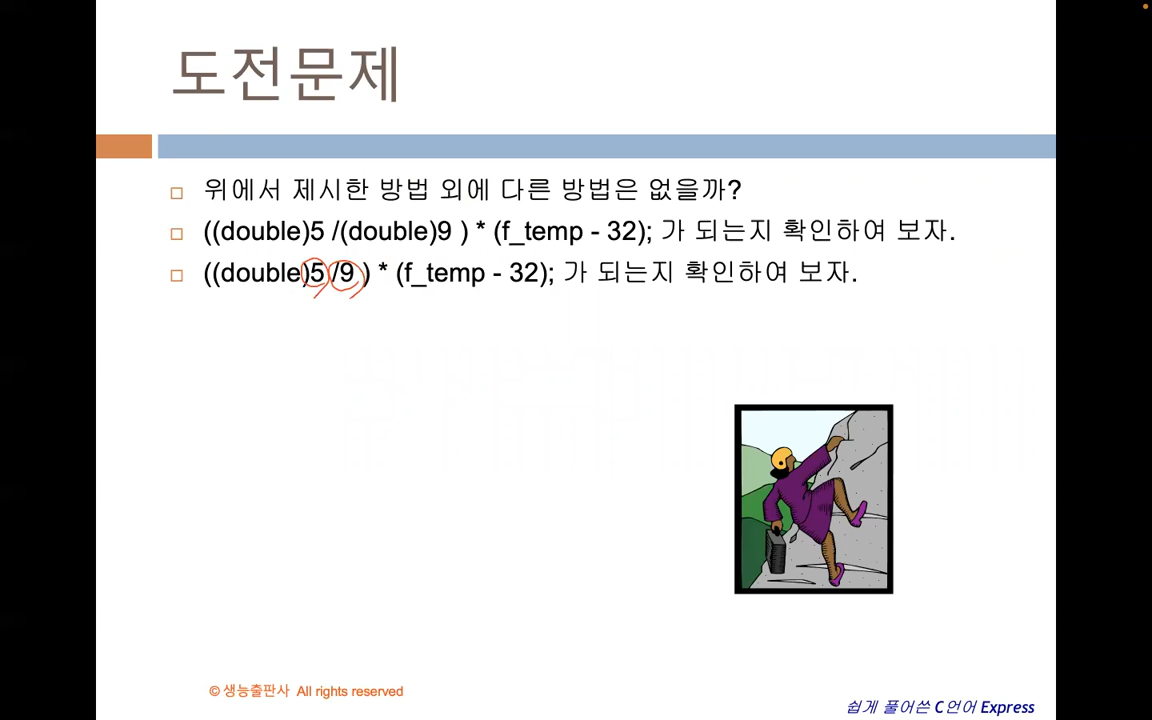 도전문제
위에서 제시한 방법 외에 다른 방법은 없을까?
((double)5 /(double)9 ) * (f_temp - 32); 가 되는지 확인하여 보자.
((double)5 /9 ) * (f_temp - 32); 가 되는지 확인하여 보자.
© 생능출판사 All rights reserved
쉽게 풀어쓴 C언어 Express